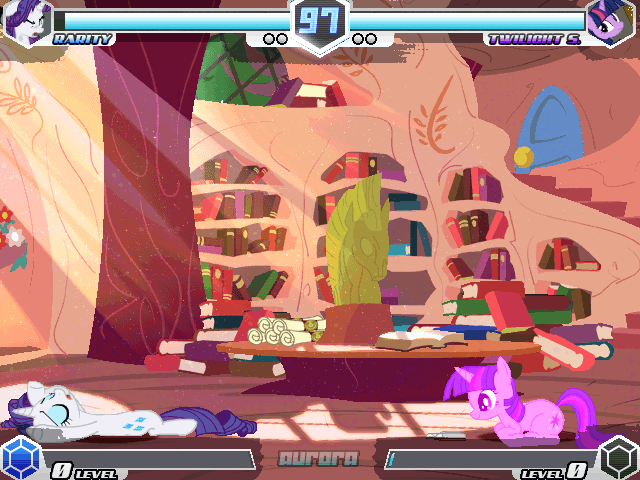 97
RARITY
TWILIGHT S.
0 LEVEL
aurora
LEVEL 0